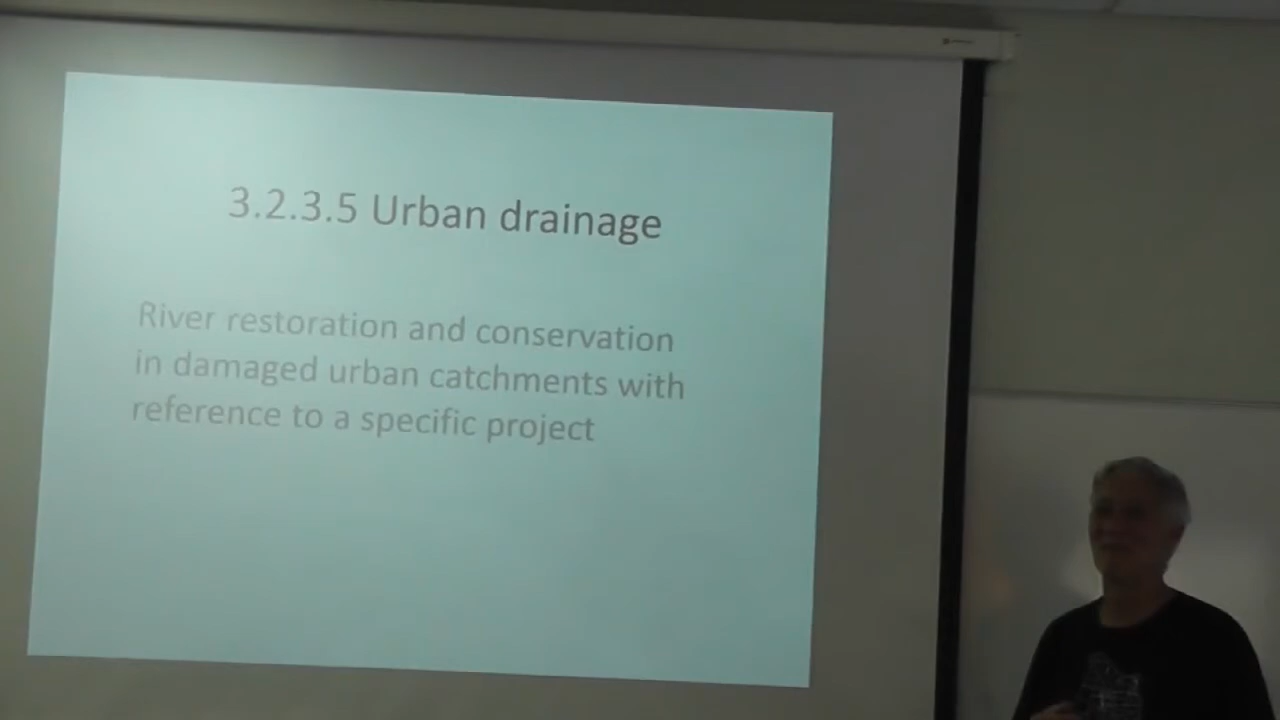 3.2.3.5 Urban drainage
River restoration and conservation
in damaged urban catchments with
reference to a specific project